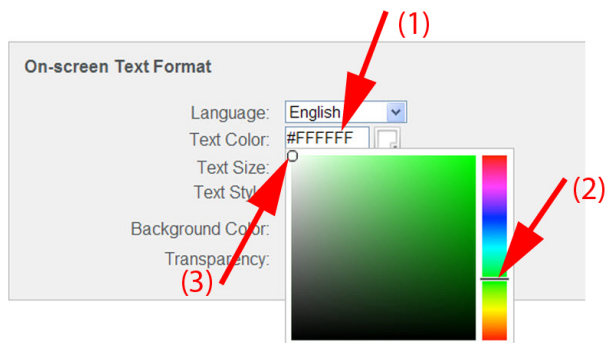 (1)
On-screen Text Format
Language: English
Text Color: #FFFFFF
Text Size:
(2)
Background Color:
Transparency:
(3)